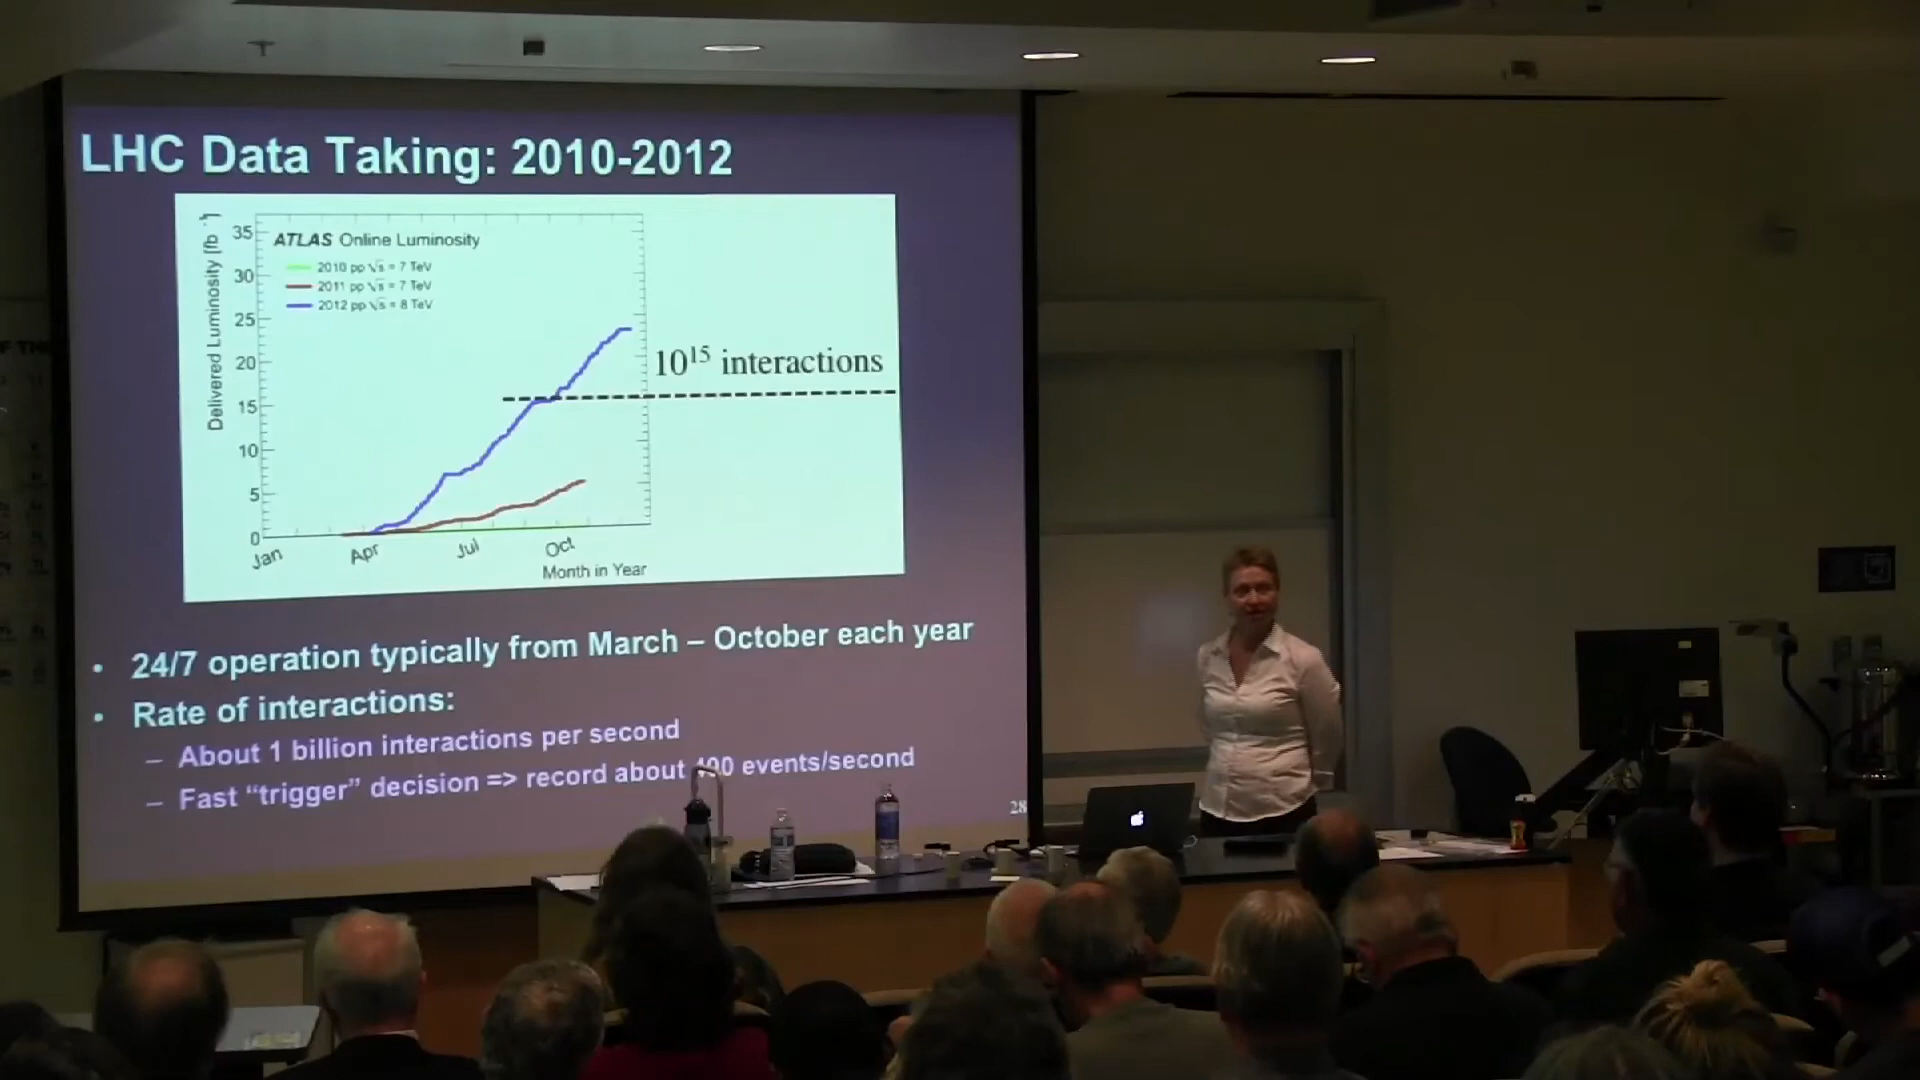 LHC Data Taking: 2010-2012
Delivered Luminosity [fb⁻¹]
ATLAS Online Luminosity
2010 pp √s = 7 TeV
2011 pp √s = 7 TeV
2012 pp √s = 8 TeV
35
30
25
20
15
10
5
0
10¹⁵ interactions
Jan Apr Jul Oct
Month in Year
• 24/7 operation typically from March – October each year
• Rate of interactions:
– About 1 billion interactions per second
– Fast “trigger” decision => record about 400 events/second
28